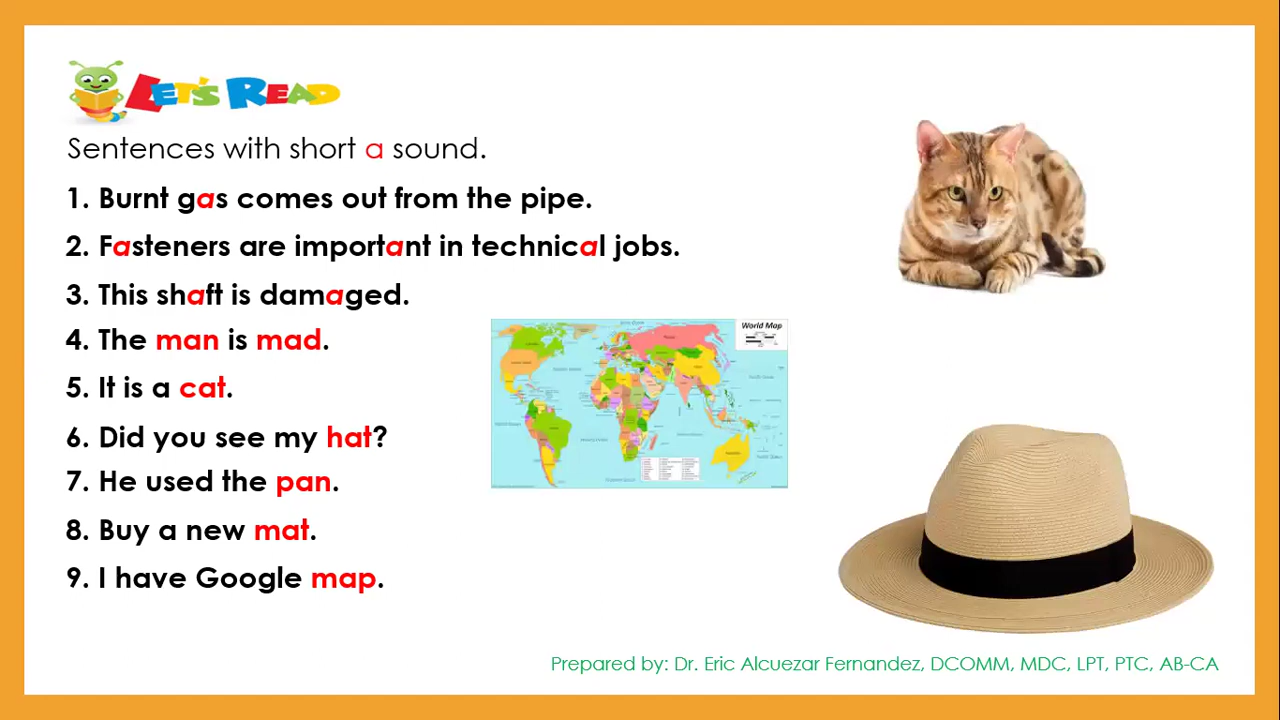 LET'S READ
Sentences with short a sound.
1. Burnt gas comes out from the pipe.
2. Fasteners are important in technical jobs.
3. This shaft is damaged.
4. The man is mad.
5. It is a cat.
6. Did you see my hat?
7. He used the pan.
8. Buy a new mat.
9. I have Google map.
World Map
Prepared by: Dr. Eric Alcuezar Fernandez, DCOMM, MDC, LPT, PTC, AB-CA